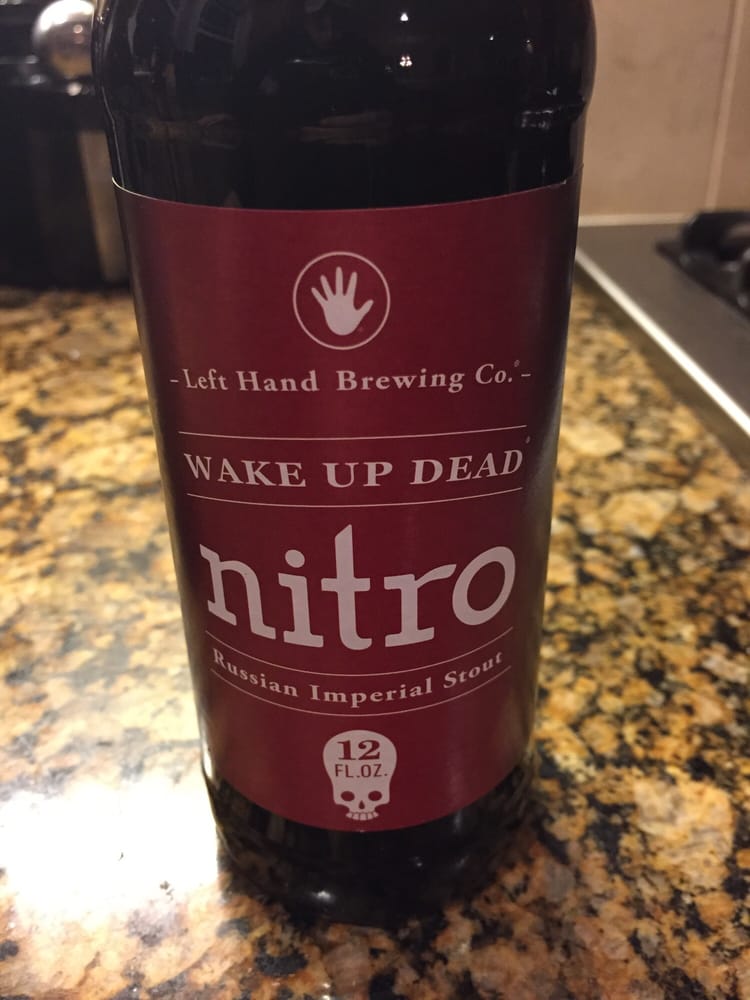 -Left Hand Brewing Co.®-
WAKE UP DEAD®
nitro
Russian Imperial Stout
12
FL.OZ.